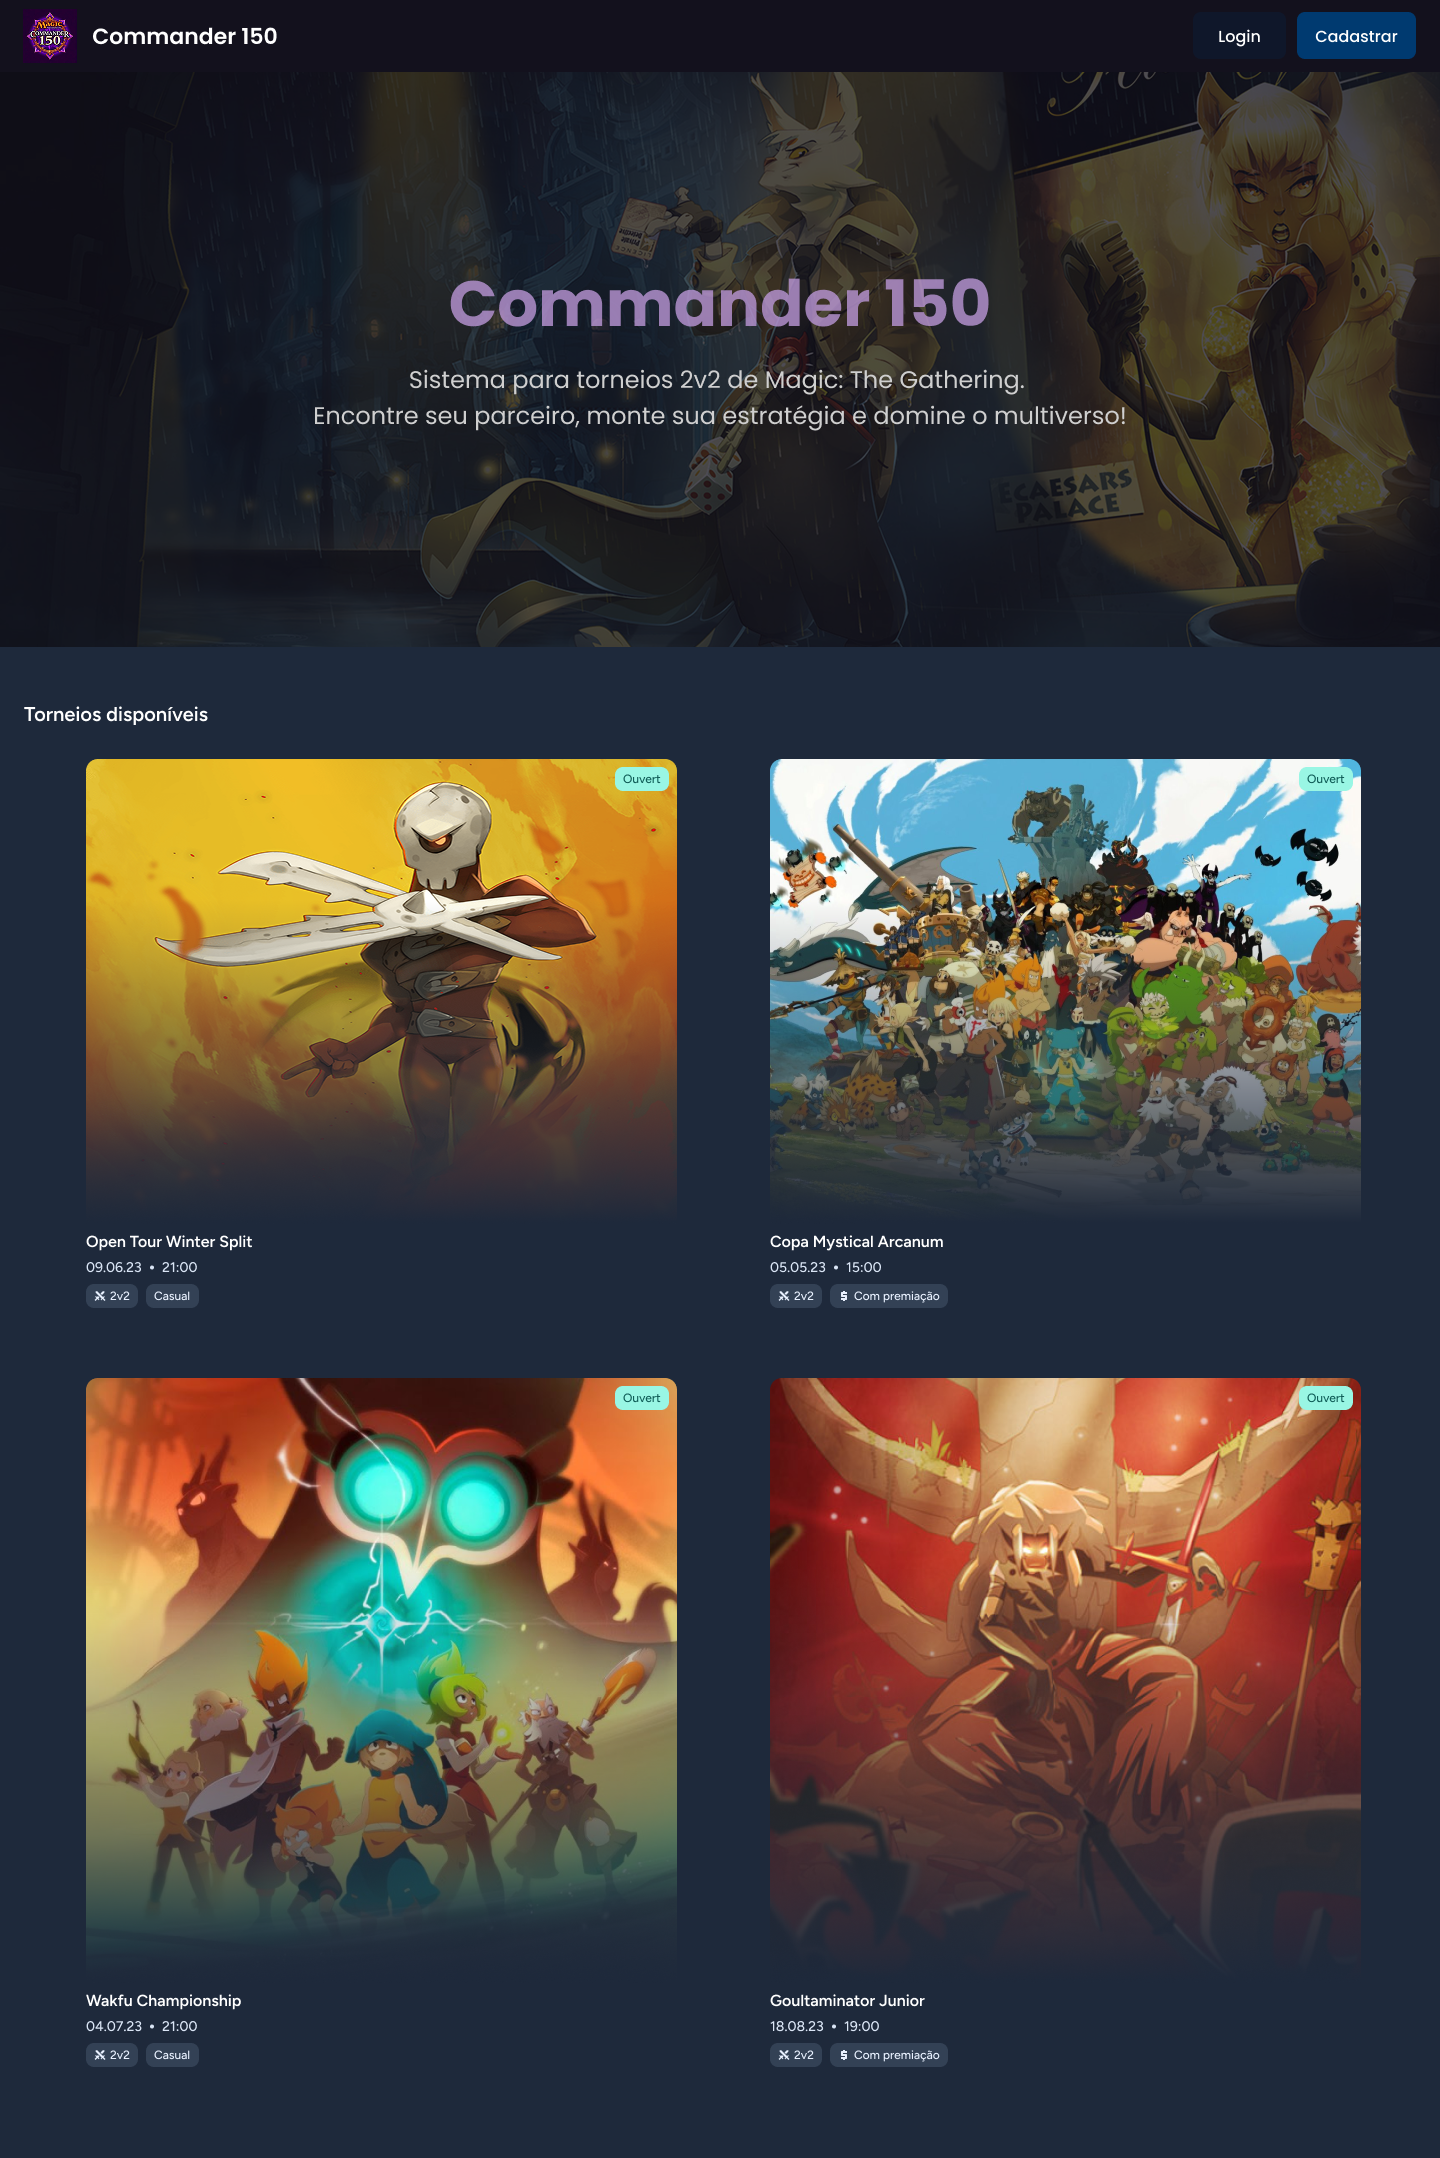 MAGIC
COMMANDER
150
Commander 150
Login
Cadastrar
Commander 150
Sistema para torneios 2v2 de Magic: The Gathering.
Encontre seu parceiro, monte sua estratégia e domine o multiverso!
CAESARS
PALACE
Torneios disponíveis
Ouvert
Open Tour Winter Split
09.06.23 • 21:00
2v2 Casual
Ouvert
Copa Mystical Arcanum
05.05.23 • 15:00
2v2 $ Com premiação
Ouvert
Wakfu Championship
04.07.23 • 21:00
2v2 Casual
Ouvert
Goultaminator Junior
18.08.23 • 19:00
2v2 $ Com premiação